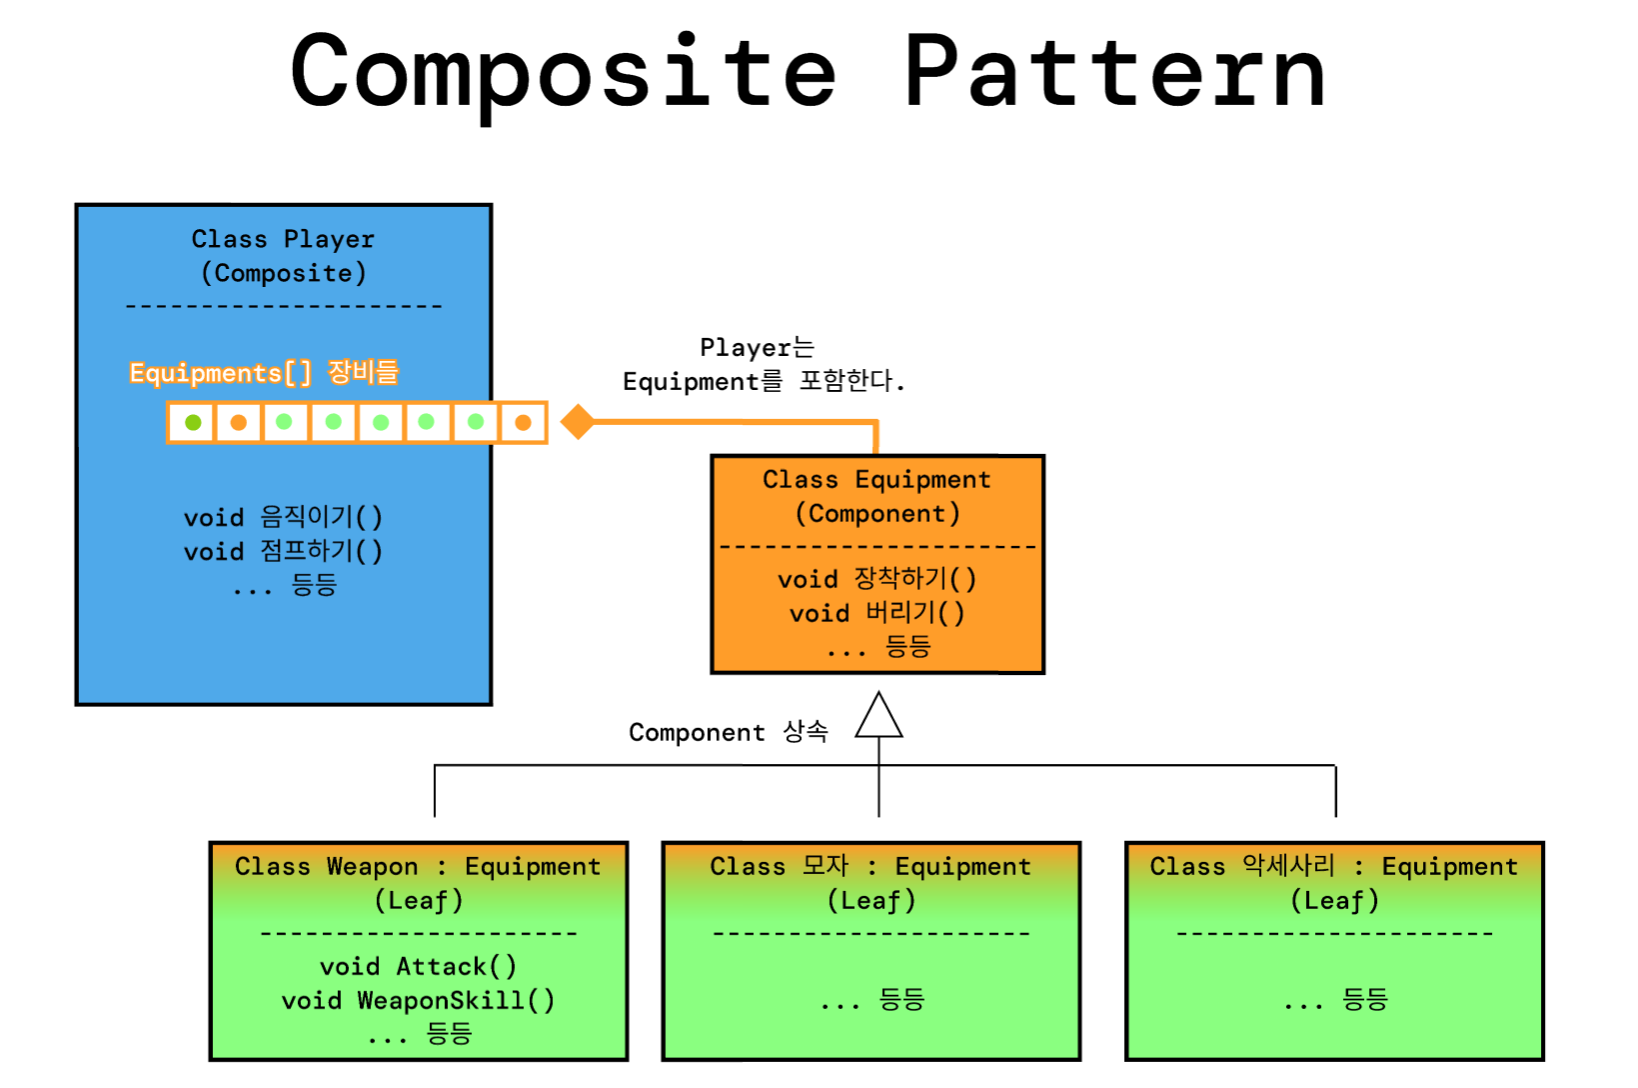 Composite Pattern
Class Player
(Composite)
---------------------
Equipments[] 장비들
void 움직이기()
void 점프하기()
... 등등
Player는
Equipment를 포함한다.
Class Equipment
(Component)
---------------------
void 장착하기()
void 버리기()
... 등등
Component 상속
Class Weapon : Equipment
(Leaf)
---------------------
void Attack()
void WeaponSkill()
... 등등
Class 모자 : Equipment
(Leaf)
---------------------
... 등등
Class 악세사리 : Equipment
(Leaf)
---------------------
... 등등